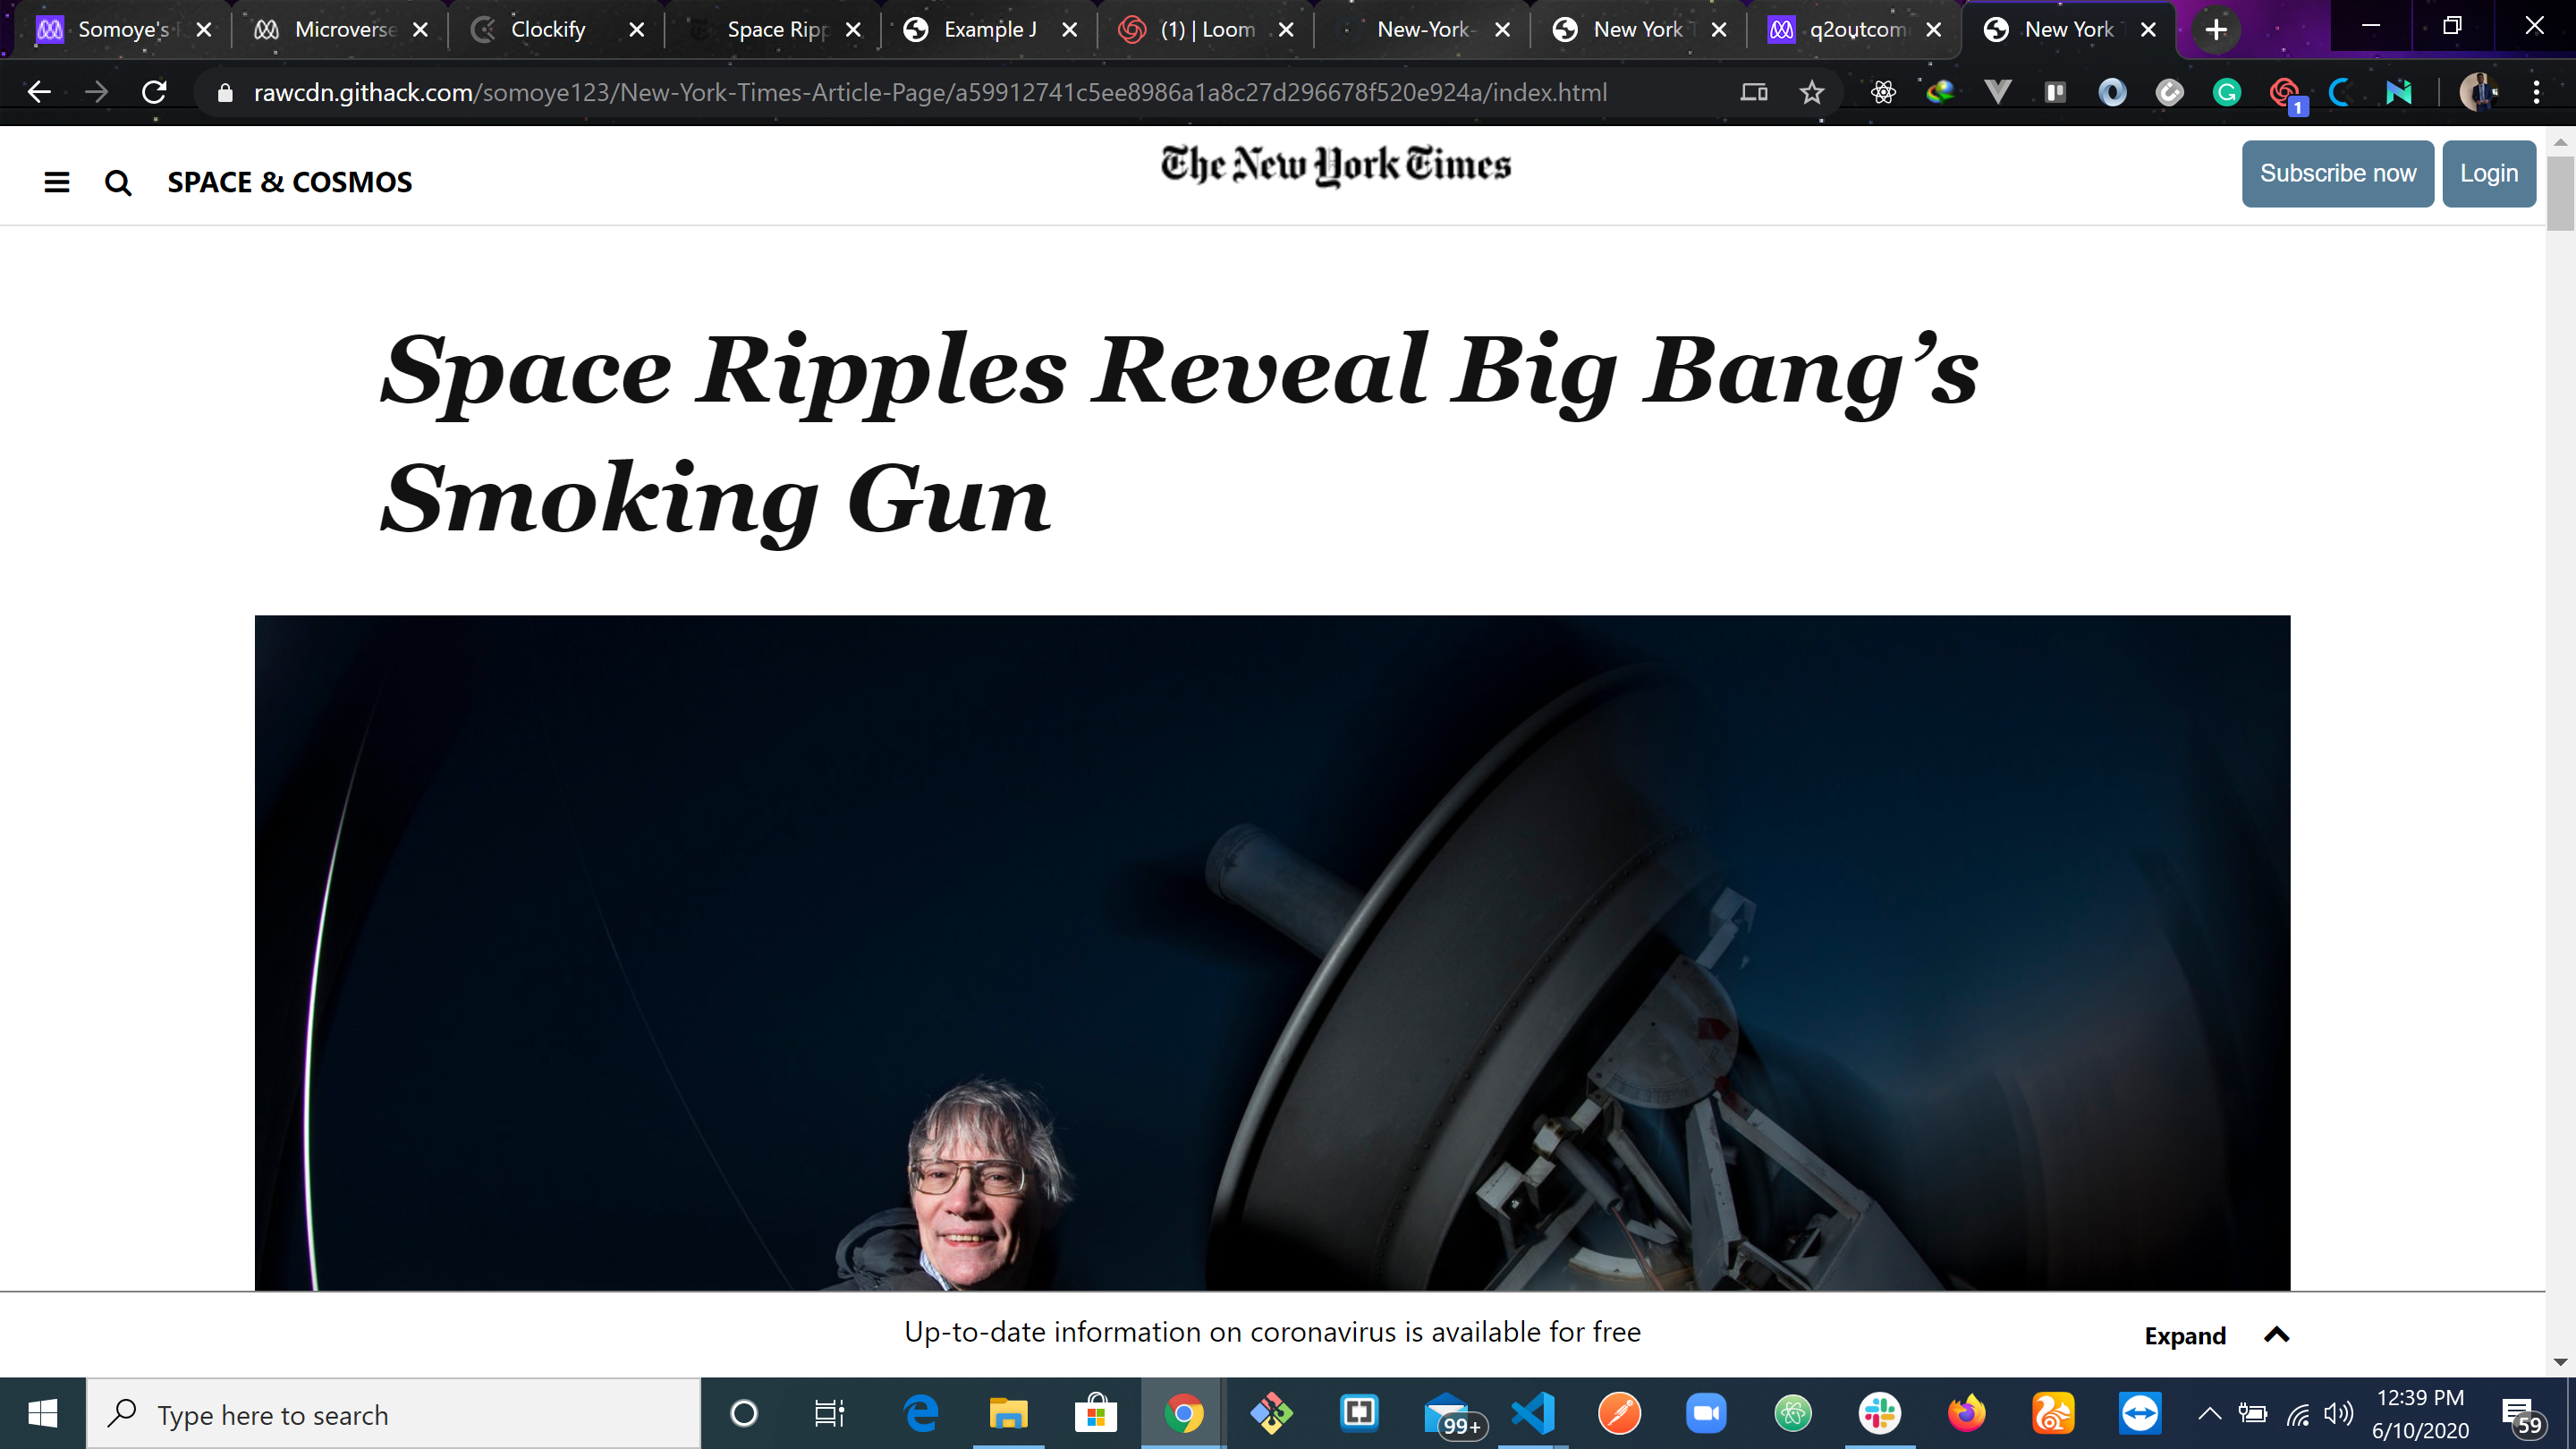 Somoye's
Microverse
Clockify
Space Ripp
Example J
(1) | Loom
New-York-
New York
q2outcom
New York
rawcdn.githack.com/somoye123/New-York-Times-Article-Page/a59912741c5ee8986a1a8c27d296678f520e924a/index.html
1
SPACE & COSMOS
The New York Times
Subscribe now
Login
Space Ripples Reveal Big Bang’s
Smoking Gun
Up-to-date information on coronavirus is available for free
Expand
Type here to search
99+
12:39 PM
6/10/2020
59